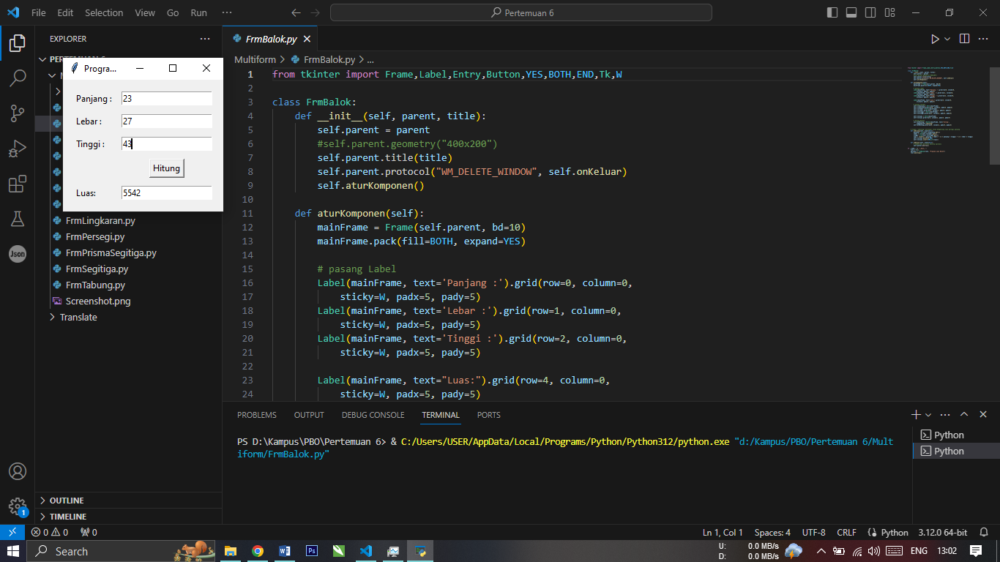 File Edit Selection View Go Run ···
Pertemuan 6
EXPLORER
FrmBalok.py
Multiform > FrmBalok.py > ...
Progra...
Panjang : 23
Lebar : 27
Tinggi : 43
Hitung
Luas: 5542
FrmLingkaran.py
FrmPersegi.py
FrmPrismaSegitiga.py
FrmSegitiga.py
FrmTabung.py
Screenshot.png
Translate
OUTLINE
TIMELINE
Json
1 from tkinter import Frame,Label,Entry,Button,YES,BOTH,END,Tk,W
2
3 class FrmBalok:
4 def __init__(self, parent, title):
5 self.parent = parent
6 #self.parent.geometry("400x200")
7 self.parent.title(title)
8 self.parent.protocol("WM_DELETE_WINDOW", self.onKeluar)
9 self.aturKomponen()
10
11 def aturKomponen(self):
12 mainFrame = Frame(self.parent, bd=10)
13 mainFrame.pack(fill=BOTH, expand=YES)
14
15 # pasang Label
16 Label(mainFrame, text='Panjang :').grid(row=0, column=0,
17 sticky=W, padx=5, pady=5)
18 Label(mainFrame, text='Lebar :').grid(row=1, column=0,
19 sticky=W, padx=5, pady=5)
20 Label(mainFrame, text='Tinggi :').grid(row=2, column=0,
21 sticky=W, padx=5, pady=5)
22
23 Label(mainFrame, text="Luas:").grid(row=4, column=0,
24 sticky=W, padx=5, pady=5)
PROBLEMS OUTPUT DEBUG CONSOLE TERMINAL PORTS
PS D:\Kampus\PBO\Pertemuan 6> & C:/Users/USER/AppData/Local/Programs/Python/Python312/python.exe "d:/Kampus/PBO/Pertemuan 6/Mult
iform/FrmBalok.py"
Python
Python
1
0 0 0
Ln 1, Col 1 Spaces: 4 UTF-8 CRLF Python 3.12.0 64-bit
Search
U: 0.0 MB/s
D: 0.0 MB/s
ENG 13:02